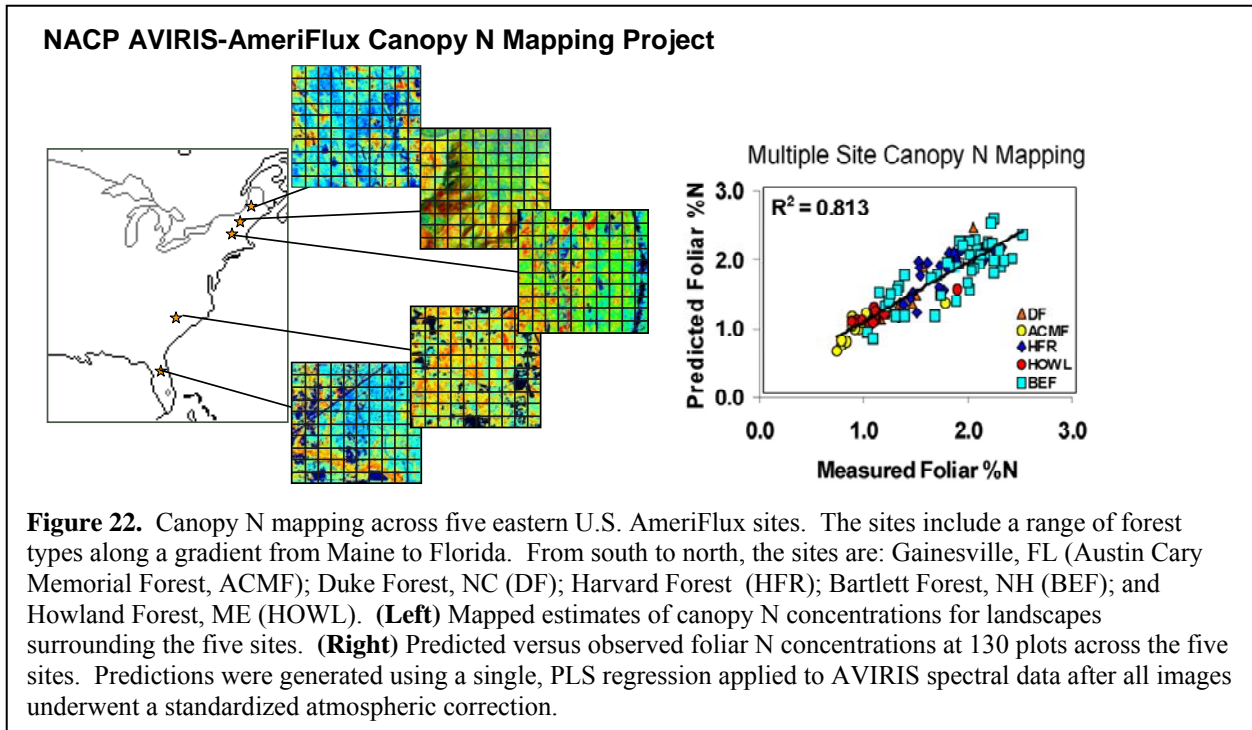 NACP AVIRIS-AmeriFlux Canopy N Mapping Project
Multiple Site Canopy N Mapping
Predicted Foliar %N
3.0
2.0
1.0
0.0
R² = 0.813
DF
ACMF
HFR
HOWL
BEF
0.0
1.0
2.0
3.0
Measured Foliar %N
Figure 22. Canopy N mapping across five eastern U.S. AmeriFlux sites. The sites include a range of forest
types along a gradient from Maine to Florida. From south to north, the sites are: Gainesville, FL (Austin Cary
Memorial Forest, ACMF); Duke Forest, NC (DF); Harvard Forest (HFR); Bartlett Forest, NH (BEF); and
Howland Forest, ME (HOWL). (Left) Mapped estimates of canopy N concentrations for landscapes
surrounding the five sites. (Right) Predicted versus observed foliar N concentrations at 130 plots across the five
sites. Predictions were generated using a single, PLS regression applied to AVIRIS spectral data after all images
underwent a standardized atmospheric correction.